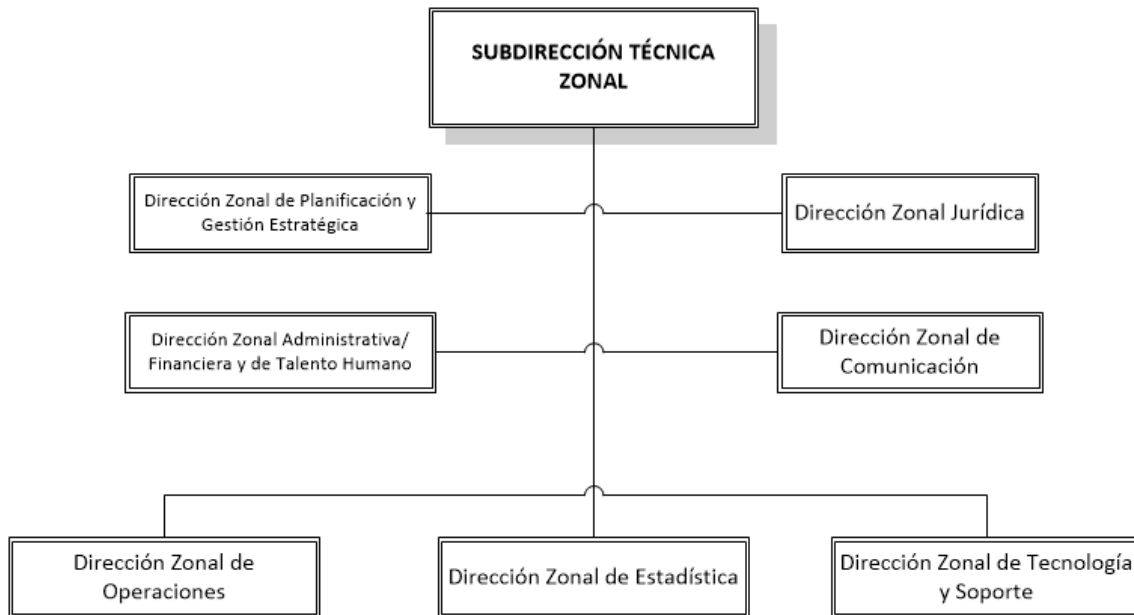 SUBDIRECCIÓN TÉCNICA
ZONAL
Dirección Zonal de Planificación y
Gestión Estratégica
Dirección Zonal Jurídica
Dirección Zonal Administrativa/
Financiera y de Talento Humano
Dirección Zonal de
Comunicación
Dirección Zonal de
Operaciones
Dirección Zonal de Estadística
Dirección Zonal de Tecnología
y Soporte